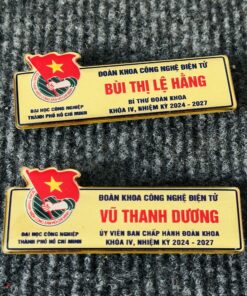 ĐOÀN KHOA CÔNG NGHỆ ĐIỆN TỬ
BÙI THỊ LỆ HẰNG
BÍ THƯ ĐOÀN KHOA
KHÓA IV, NHIỆM KỲ 2024 - 2027
ĐẠI HỌC CÔNG NGHIỆP
THÀNH PHỐ HỒ CHÍ MINH
ĐOÀN KHOA CÔNG NGHỆ ĐIỆN TỬ
VŨ THANH DƯƠNG
ỦY VIÊN BAN CHẤP HÀNH ĐOÀN KHOA
KHÓA IV, NHIỆM KỲ 2024 - 2027
ĐẠI HỌC CÔNG NGHIỆP
THÀNH PHỐ HỒ CHÍ MINH